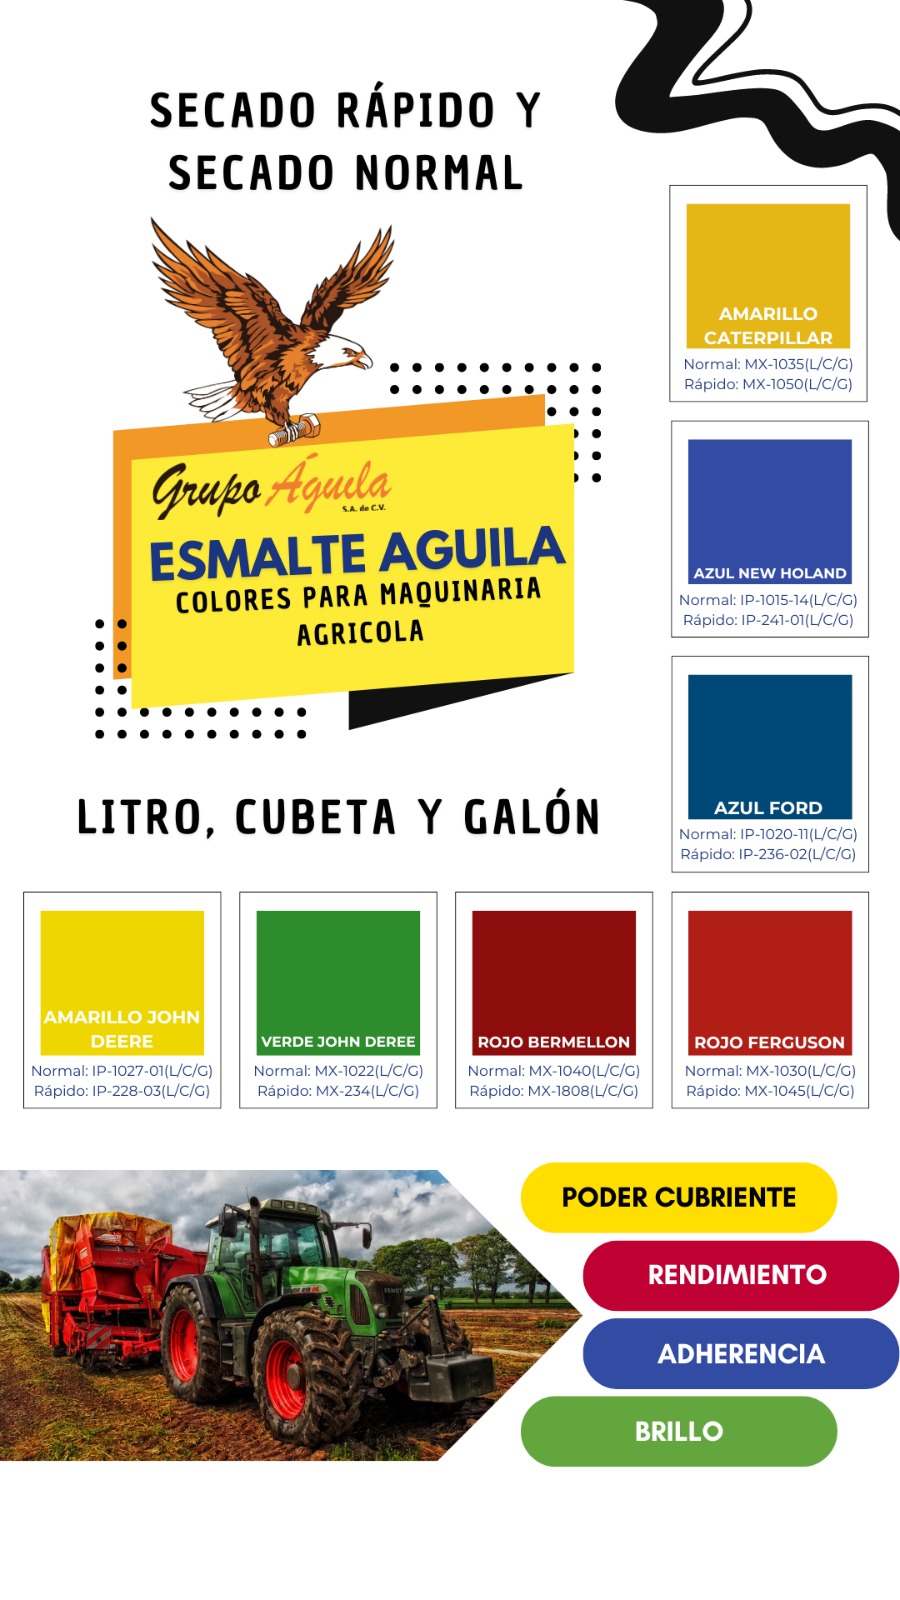 SECADO RÁPIDO Y
SECADO NORMAL
Grupo Águila
S.A. de C.V.
ESMALTE AGUILA
COLORES PARA MAQUINARIA
AGRICOLA
LITRO, CUBETA Y GALÓN
AMARILLO
CATERPILLAR
Normal: MX-1035(L/C/G)
Rápido: MX-1050(L/C/G)
AZUL NEW HOLAND
Normal: IP-1015-14(L/C/G)
Rápido: IP-241-01(L/C/G)
AZUL FORD
Normal: IP-1020-11(L/C/G)
Rápido: IP-236-02(L/C/G)
AMARILLO JOHN
DEERE
Normal: IP-1027-01(L/C/G)
Rápido: IP-228-03(L/C/G)
VERDE JOHN DEREE
Normal: MX-1022(L/C/G)
Rápido: MX-234(L/C/G)
ROJO BERMELLON
Normal: MX-1040(L/C/G)
Rápido: MX-1808(L/C/G)
ROJO FERGUSON
Normal: MX-1030(L/C/G)
Rápido: MX-1045(L/C/G)
PODER CUBRIENTE
RENDIMIENTO
ADHERENCIA
BRILLO